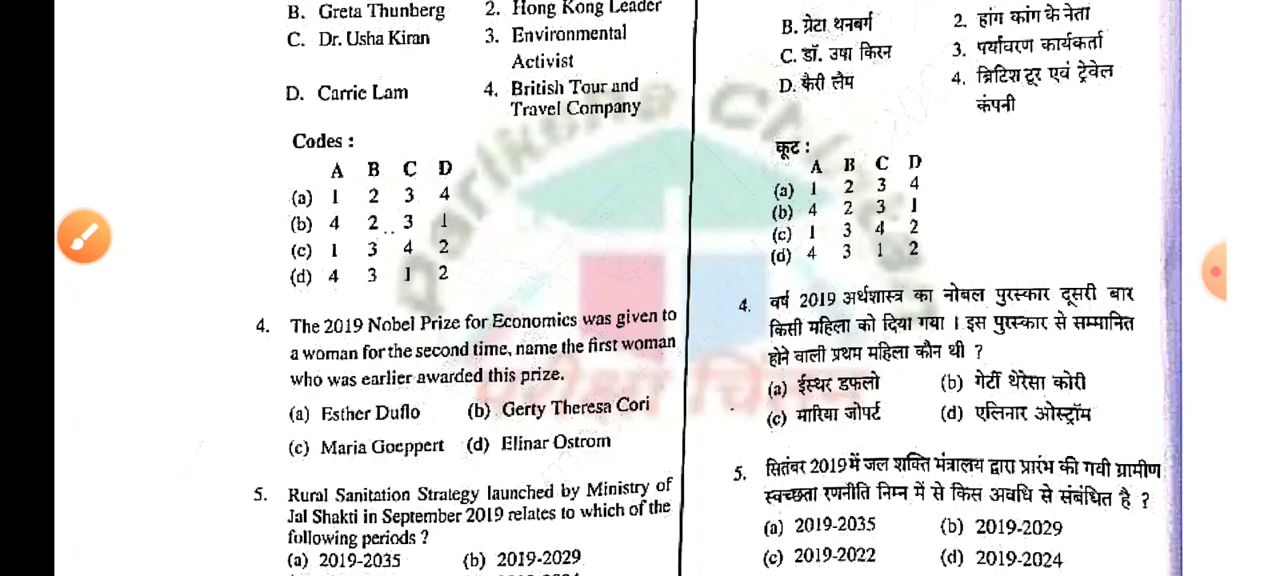 B. Greta Thunberg 2. Hong Kong Leader
C. Dr. Usha Kiran 3. Environmental
Activist
D. Carrie Lam 4. British Tour and
Travel Company
Codes :
A B C D
(a) 1 2 3 4
(b) 4 2 3 1
(c) 1 3 4 2
(d) 4 3 1 2
4. The 2019 Nobel Prize for Economics was given to
a woman for the second time, name the first woman
who was earlier awarded this prize.
(a) Esther Duflo (b) Gerty Theresa Cori
(c) Maria Goeppert (d) Elinar Ostrom
5. Rural Sanitation Strategy launched by Ministry of
Jal Shakti in September 2019 relates to which of the
following periods ?
(a) 2019-2035 (b) 2019-2029
B. ग्रेटा थनबर्ग 2. हांग कांग के नेता
C. डॉ. उषा किरन 3. पर्यावरण कार्यकर्ता
D. कैरी लैम 4. ब्रिटिश टूर एवं ट्रेवेल
कंपनी
कूट :
A B C D
(a) 1 2 3 4
(b) 4 2 3 1
(c) 1 3 4 2
(d) 4 3 1 2
4. वर्ष 2019 अर्थशास्त्र का नोबल पुरस्कार दूसरी बार
किसी महिला को दिया गया । इस पुरस्कार से सम्मानित
होने वाली प्रथम महिला कौन थी ?
(a) ईस्थर डफलो (b) गेर्टी थेरेसा कोरी
(c) मारिया जोपर्ट (d) एलिनार ओस्ट्रॉम
5. सितंबर 2019 में जल शक्ति मंत्रालय द्वारा प्रारंभ की गयी ग्रामीण
स्वच्छता रणनीति निम्न में से किस अवधि से संबंधित है ?
(a) 2019-2035 (b) 2019-2029
(c) 2019-2022 (d) 2019-2024